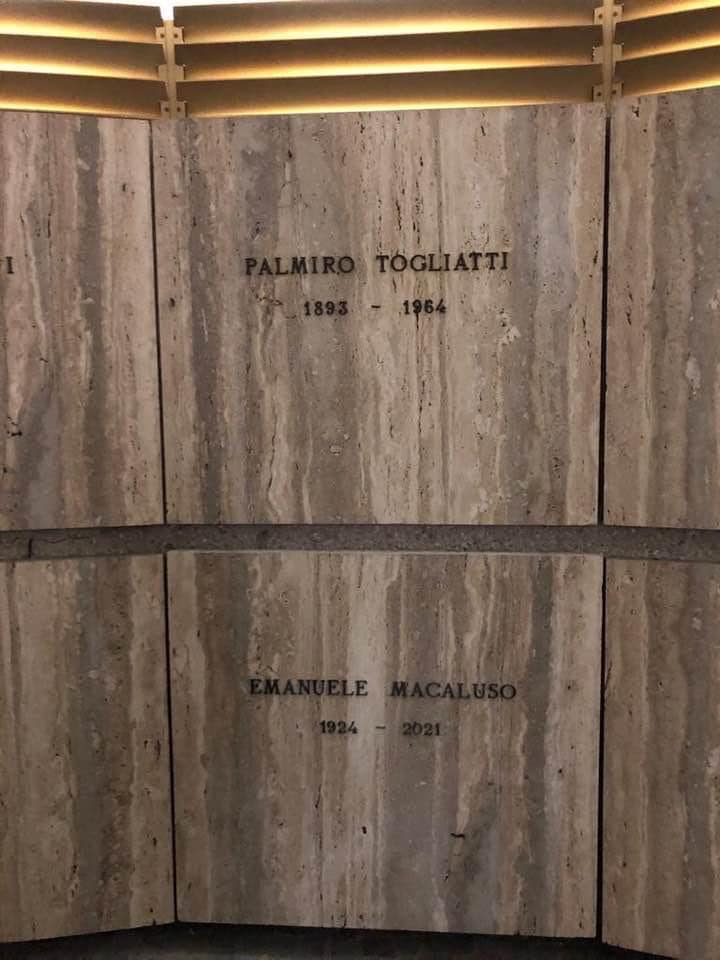 PALMIRO TOGLIATTI
1893 - 1964
EMANUELE MACALUSO
1924 - 2021